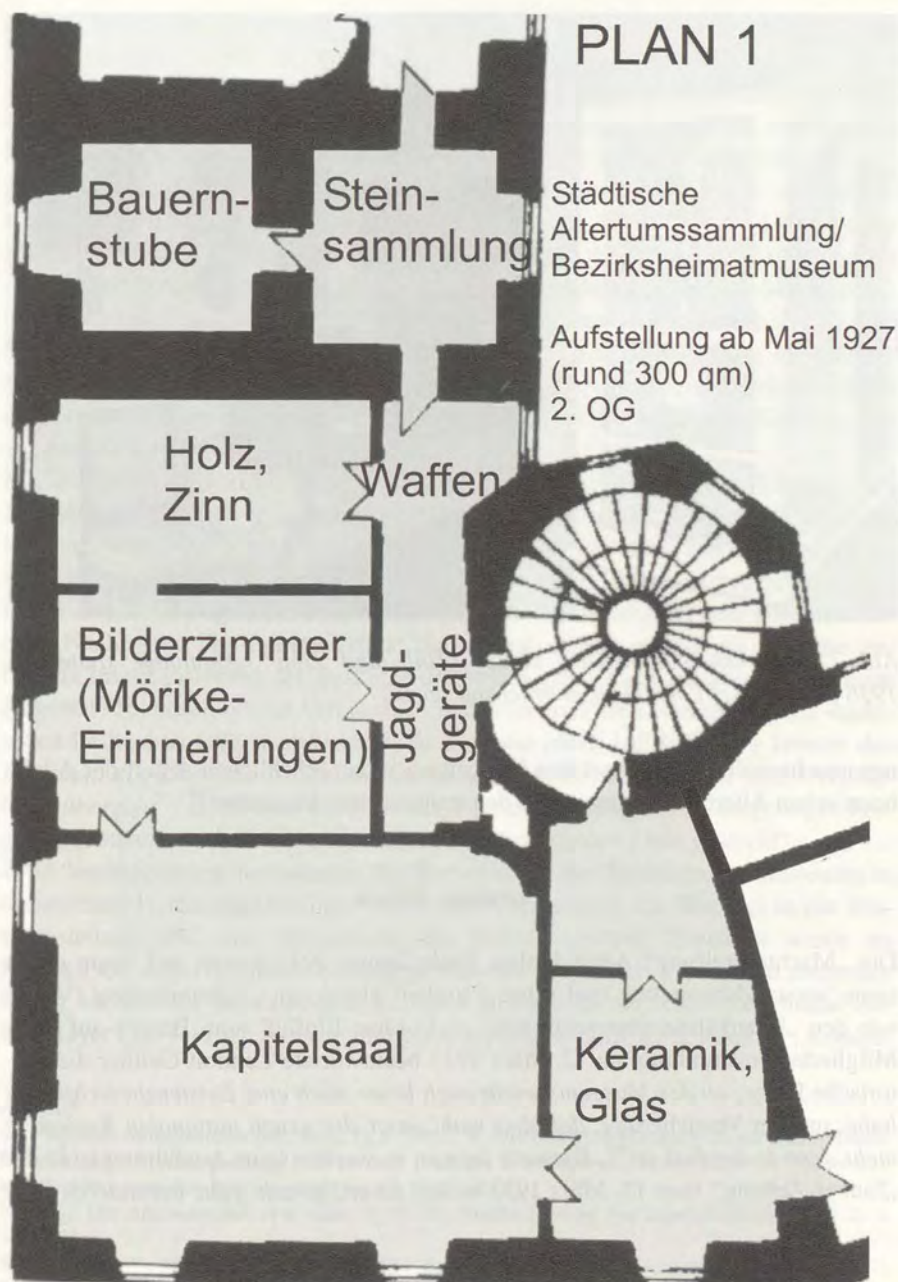 PLAN 1
Städtische
Altertumssammlung/
Bezirksheimatmuseum
Aufstellung ab Mai 1927
(rund 300 qm)
2. OG
Bauern-
stube
Stein-
sammlung
Holz,
Zinn
Waffen
Bilderzimmer
(Mörike-
Erinnerungen)
Jagd-
geräte
Kapitelsaal
Keramik,
Glas